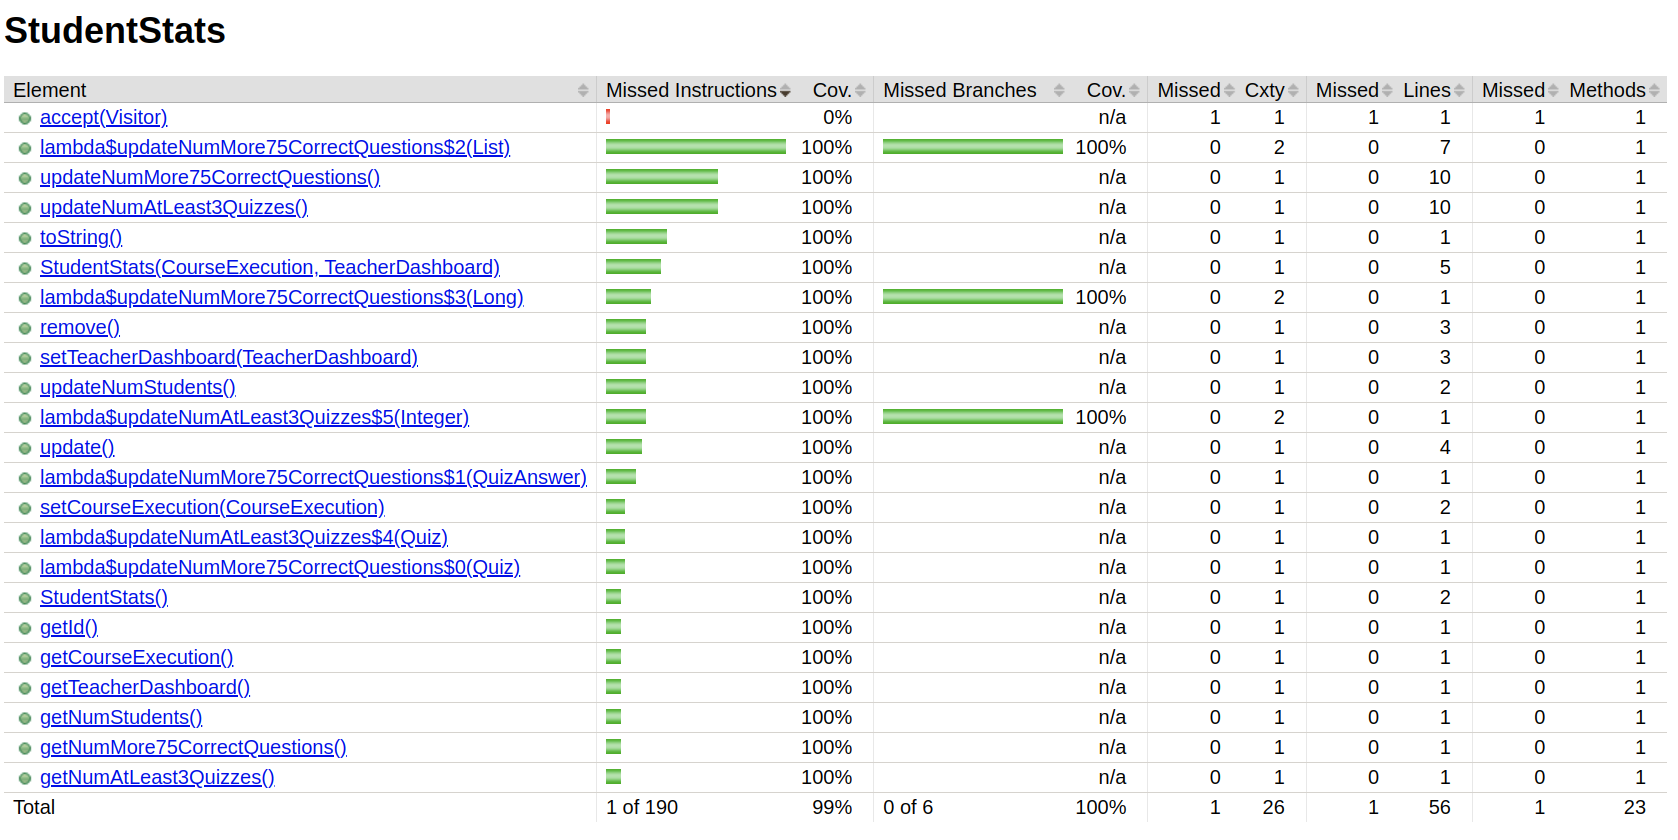 StudentStats
Element Missed Instructions Cov. Missed Branches Cov. Missed Cxty Missed Lines Missed Methods
accept(Visitor) 0% n/a 1 1 1 1 1 1
lambda$updateNumMore75CorrectQuestions$2(List) 100% 100% 0 2 0 7 0 1
updateNumMore75CorrectQuestions() 100% n/a 0 1 0 10 0 1
updateNumAtLeast3Quizzes() 100% n/a 0 1 0 10 0 1
toString() 100% n/a 0 1 0 1 0 1
StudentStats(CourseExecution, TeacherDashboard) 100% n/a 0 1 0 5 0 1
lambda$updateNumMore75CorrectQuestions$3(Long) 100% 100% 0 2 0 1 0 1
remove() 100% n/a 0 1 0 3 0 1
setTeacherDashboard(TeacherDashboard) 100% n/a 0 1 0 3 0 1
updateNumStudents() 100% n/a 0 1 0 2 0 1
lambda$updateNumAtLeast3Quizzes$5(Integer) 100% 100% 0 2 0 1 0 1
update() 100% n/a 0 1 0 4 0 1
lambda$updateNumMore75CorrectQuestions$1(QuizAnswer) 100% n/a 0 1 0 1 0 1
setCourseExecution(CourseExecution) 100% n/a 0 1 0 2 0 1
lambda$updateNumAtLeast3Quizzes$4(Quiz) 100% n/a 0 1 0 1 0 1
lambda$updateNumMore75CorrectQuestions$0(Quiz) 100% n/a 0 1 0 1 0 1
StudentStats() 100% n/a 0 1 0 2 0 1
getId() 100% n/a 0 1 0 1 0 1
getCourseExecution() 100% n/a 0 1 0 1 0 1
getTeacherDashboard() 100% n/a 0 1 0 1 0 1
getNumStudents() 100% n/a 0 1 0 1 0 1
getNumMore75CorrectQuestions() 100% n/a 0 1 0 1 0 1
getNumAtLeast3Quizzes() 100% n/a 0 1 0 1 0 1
Total 1 of 190 99% 0 of 6 100% 1 26 1 56 1 23